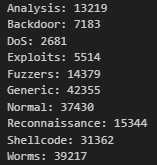 Analysis: 13219
Backdoor: 7183
DoS: 2681
Exploits: 5514
Fuzzers: 14379
Generic: 42355
Normal: 37430
Reconnaissance: 15344
Shellcode: 31362
Worms: 39217